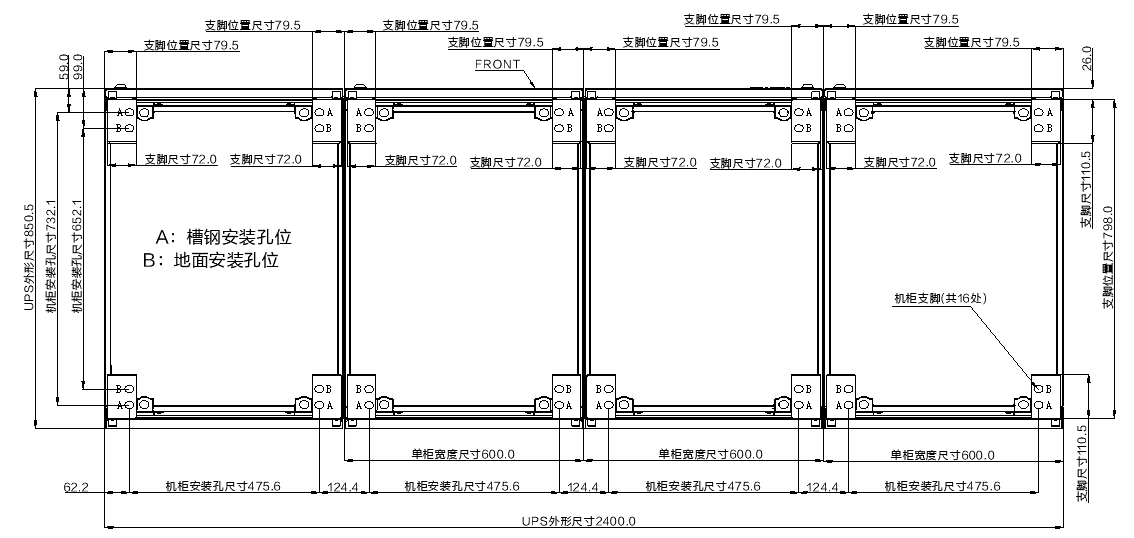 支脚位置尺寸79.5
支脚位置尺寸79.5
支脚位置尺寸79.5
支脚位置尺寸79.5
支脚位置尺寸79.5
支脚位置尺寸79.5
支脚位置尺寸79.5
支脚位置尺寸79.5
FRONT
59.0
99.0
26.0
A
A
A
A
A
A
A
A
B
B
B
B
B
B
B
B
支脚尺寸72.0
支脚尺寸72.0
支脚尺寸72.0
支脚尺寸72.0
支脚尺寸72.0
支脚尺寸72.0
支脚尺寸72.0
支脚尺寸72.0
支脚尺寸110.5
UPS外形尺寸850.5
机柜安装孔尺寸732.1
机柜安装孔尺寸652.1
支脚位置尺寸798.0
A：槽钢安装孔位
B：地面安装孔位
机柜支脚(共16处)
B
B
B
B
B
B
B
B
A
A
A
A
A
A
A
A
支脚尺寸110.5
单柜宽度尺寸600.0
单柜宽度尺寸600.0
单柜宽度尺寸600.0
62.2
机柜安装孔尺寸475.6
124.4
机柜安装孔尺寸475.6
124.4
机柜安装孔尺寸475.6
124.4
机柜安装孔尺寸475.6
UPS外形尺寸2400.0